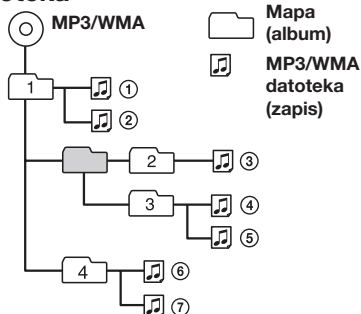 MP3/WMA
Mapa
(album)
MP3/WMA
datoteka
(zapis)
1
①
②
2
③
3
④
⑤
4
⑥
⑦